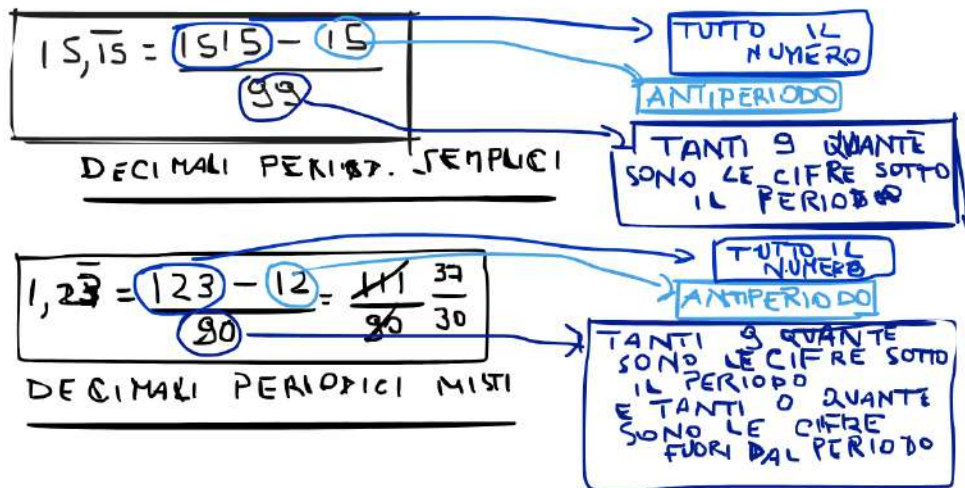 15,15 = 1515 - 15
99
TUTTO IL
NUMERO
ANTIPERIODO
TANTI 9 QUANTE
SONO LE CIFRE SOTTO
IL PERIODO
DECIMALI PERIOD. SEMPLICI
1,23 = 123 - 12 = 111 37
90 90 30
TUTTO IL
NUMERO
ANTIPERIODO
TANTI 9 QUANTE
SONO LE CIFRE SOTTO
IL PERIODO
E TANTI 0 QUANTE
SONO LE CIFRE
FUORI DAL PERIODO
DECIMALI PERIODICI MISTI